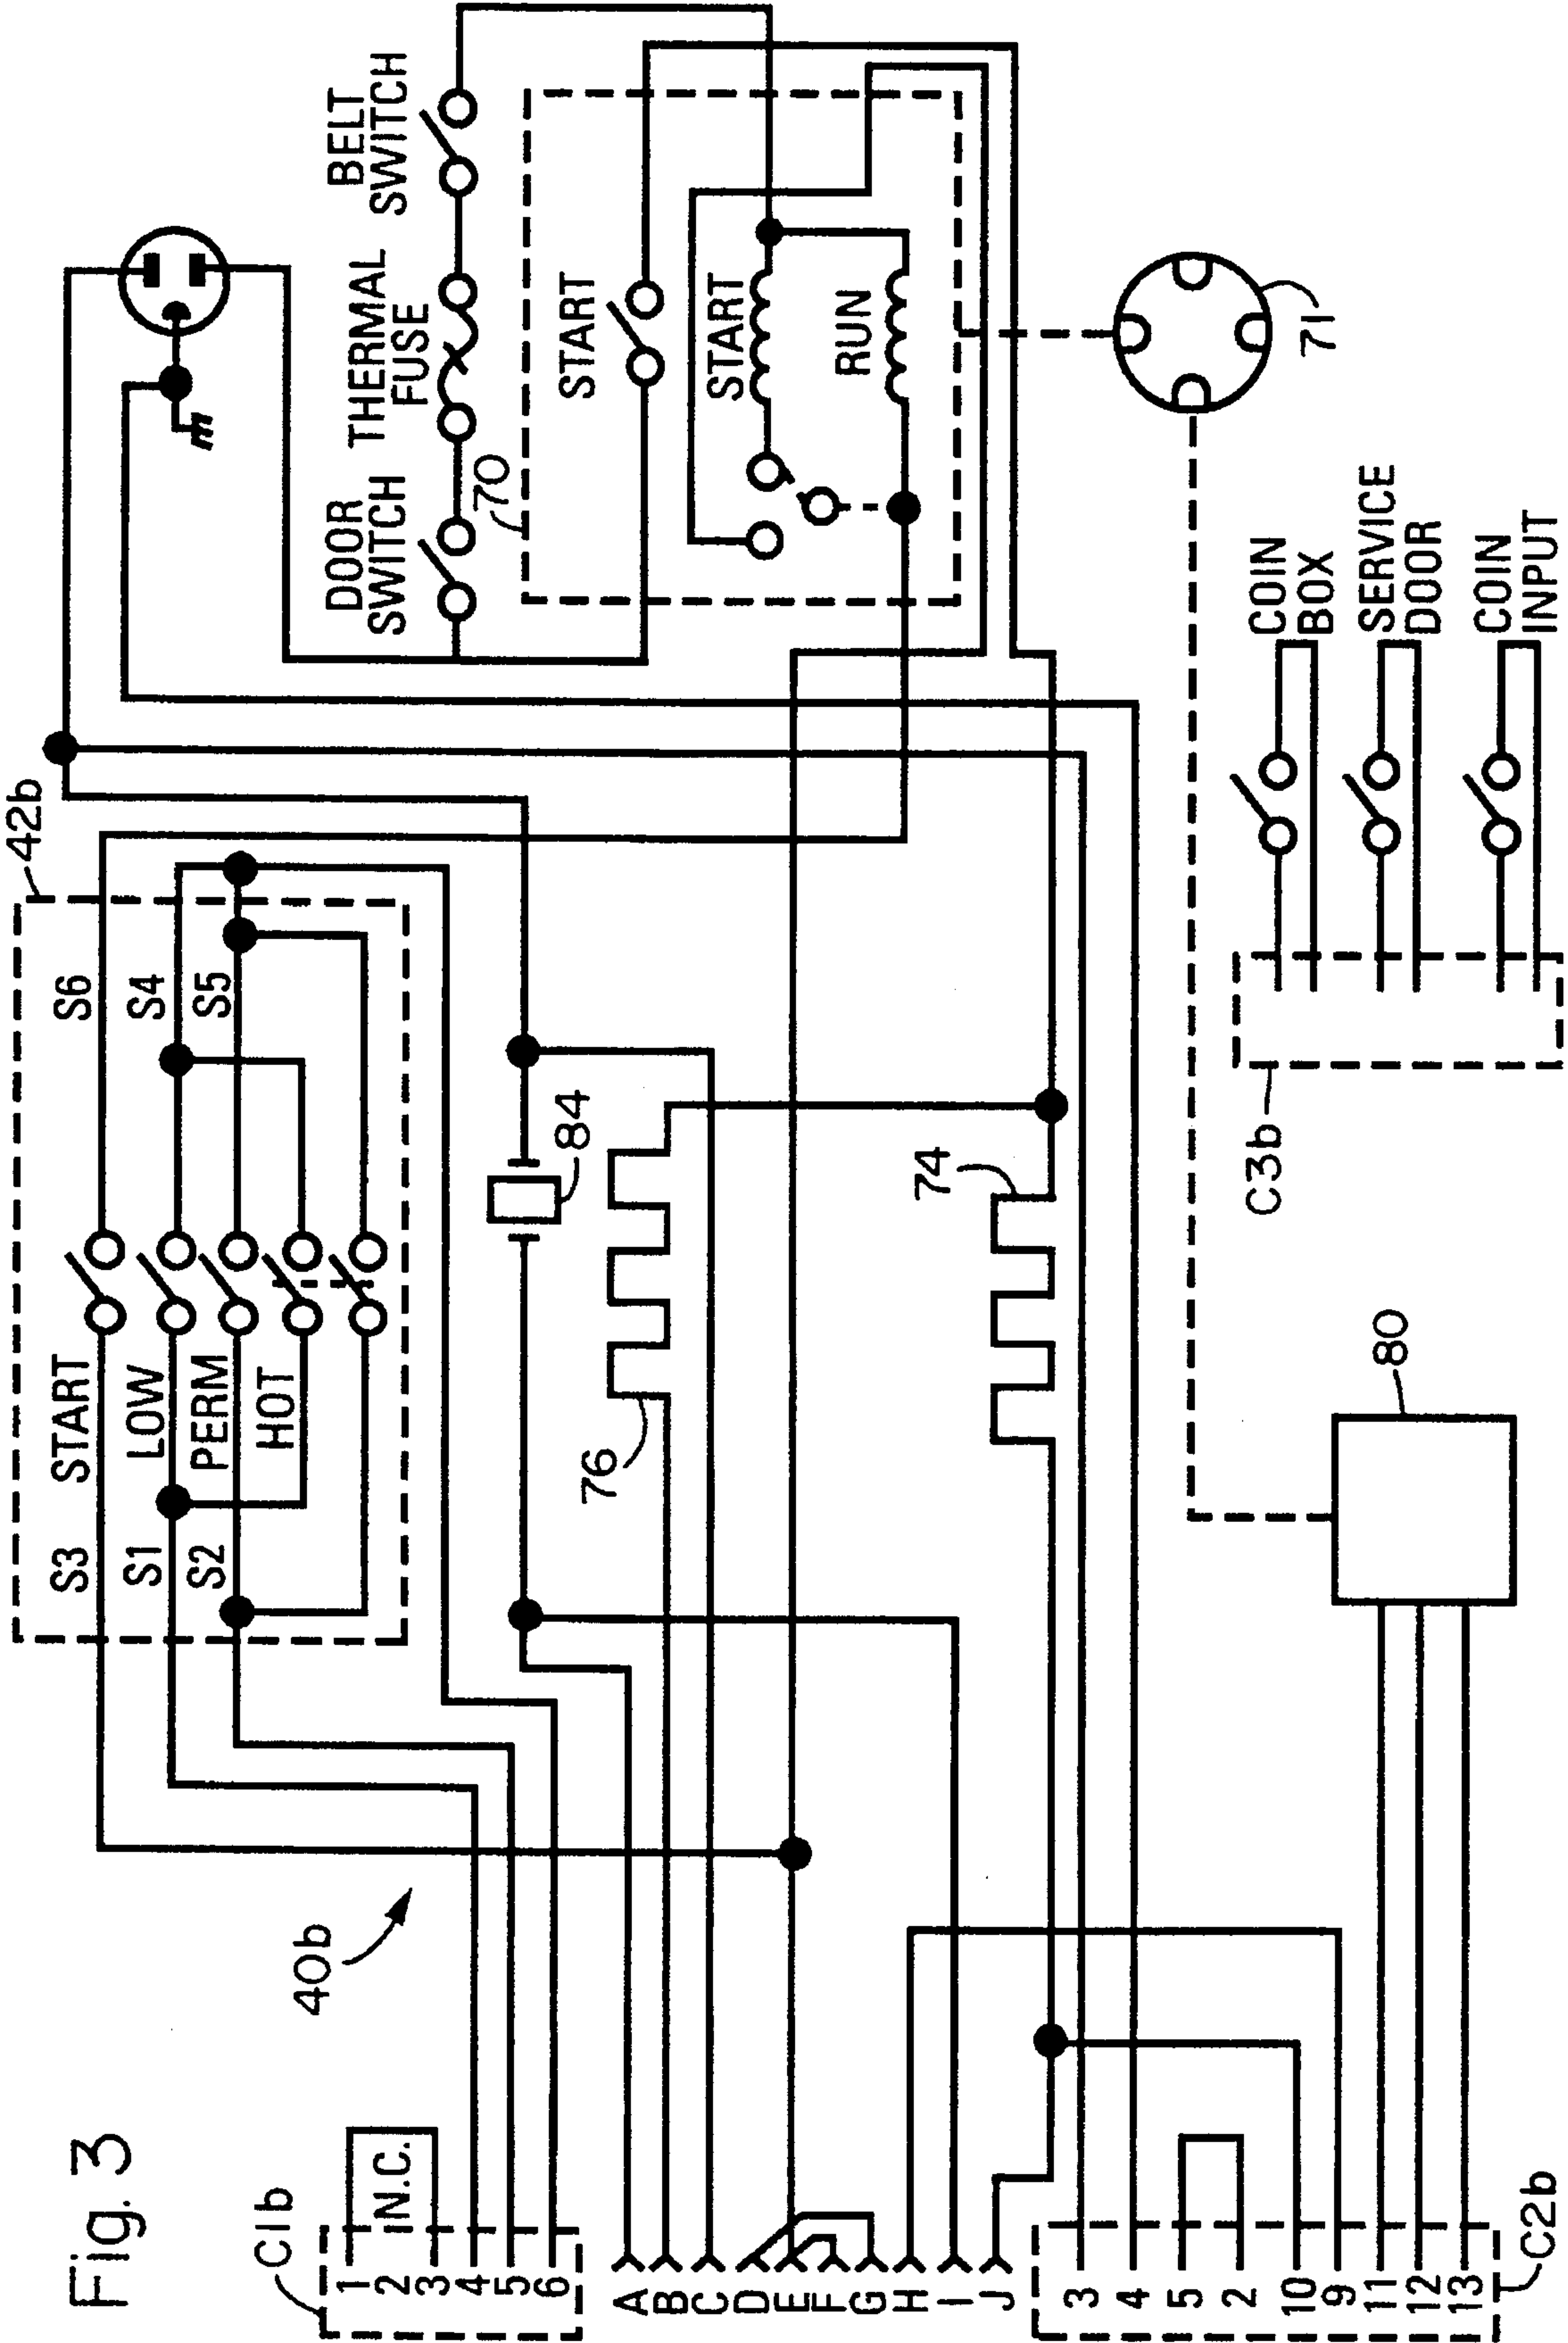 Fig. 3
40b
42b
S3 START S6
S1 LOW S4
S2 PERM S5
HOT
C1b
1
2 N.C.
3
4
5
6
A
B
C
D
E
F
G
H
I
J
3
4
5
2
10
9
11
12
13
C2b
84
76
74
DOOR
SWITCH
THERMAL
FUSE
BELT
SWITCH
70
START
START
RUN
71
80
C3b
COIN
BOX
SERVICE
DOOR
COIN
INPUT